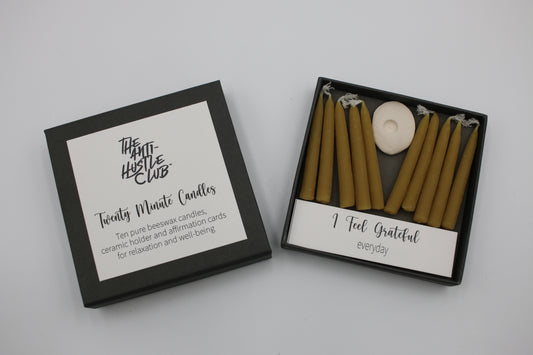 THE
ANTI-
HUSTLE
CLUB.
Twenty Minute Candles
Ten pure beeswax candles,
ceramic holder and affirmation cards
for relaxation and well-being
I Feel Grateful
everyday